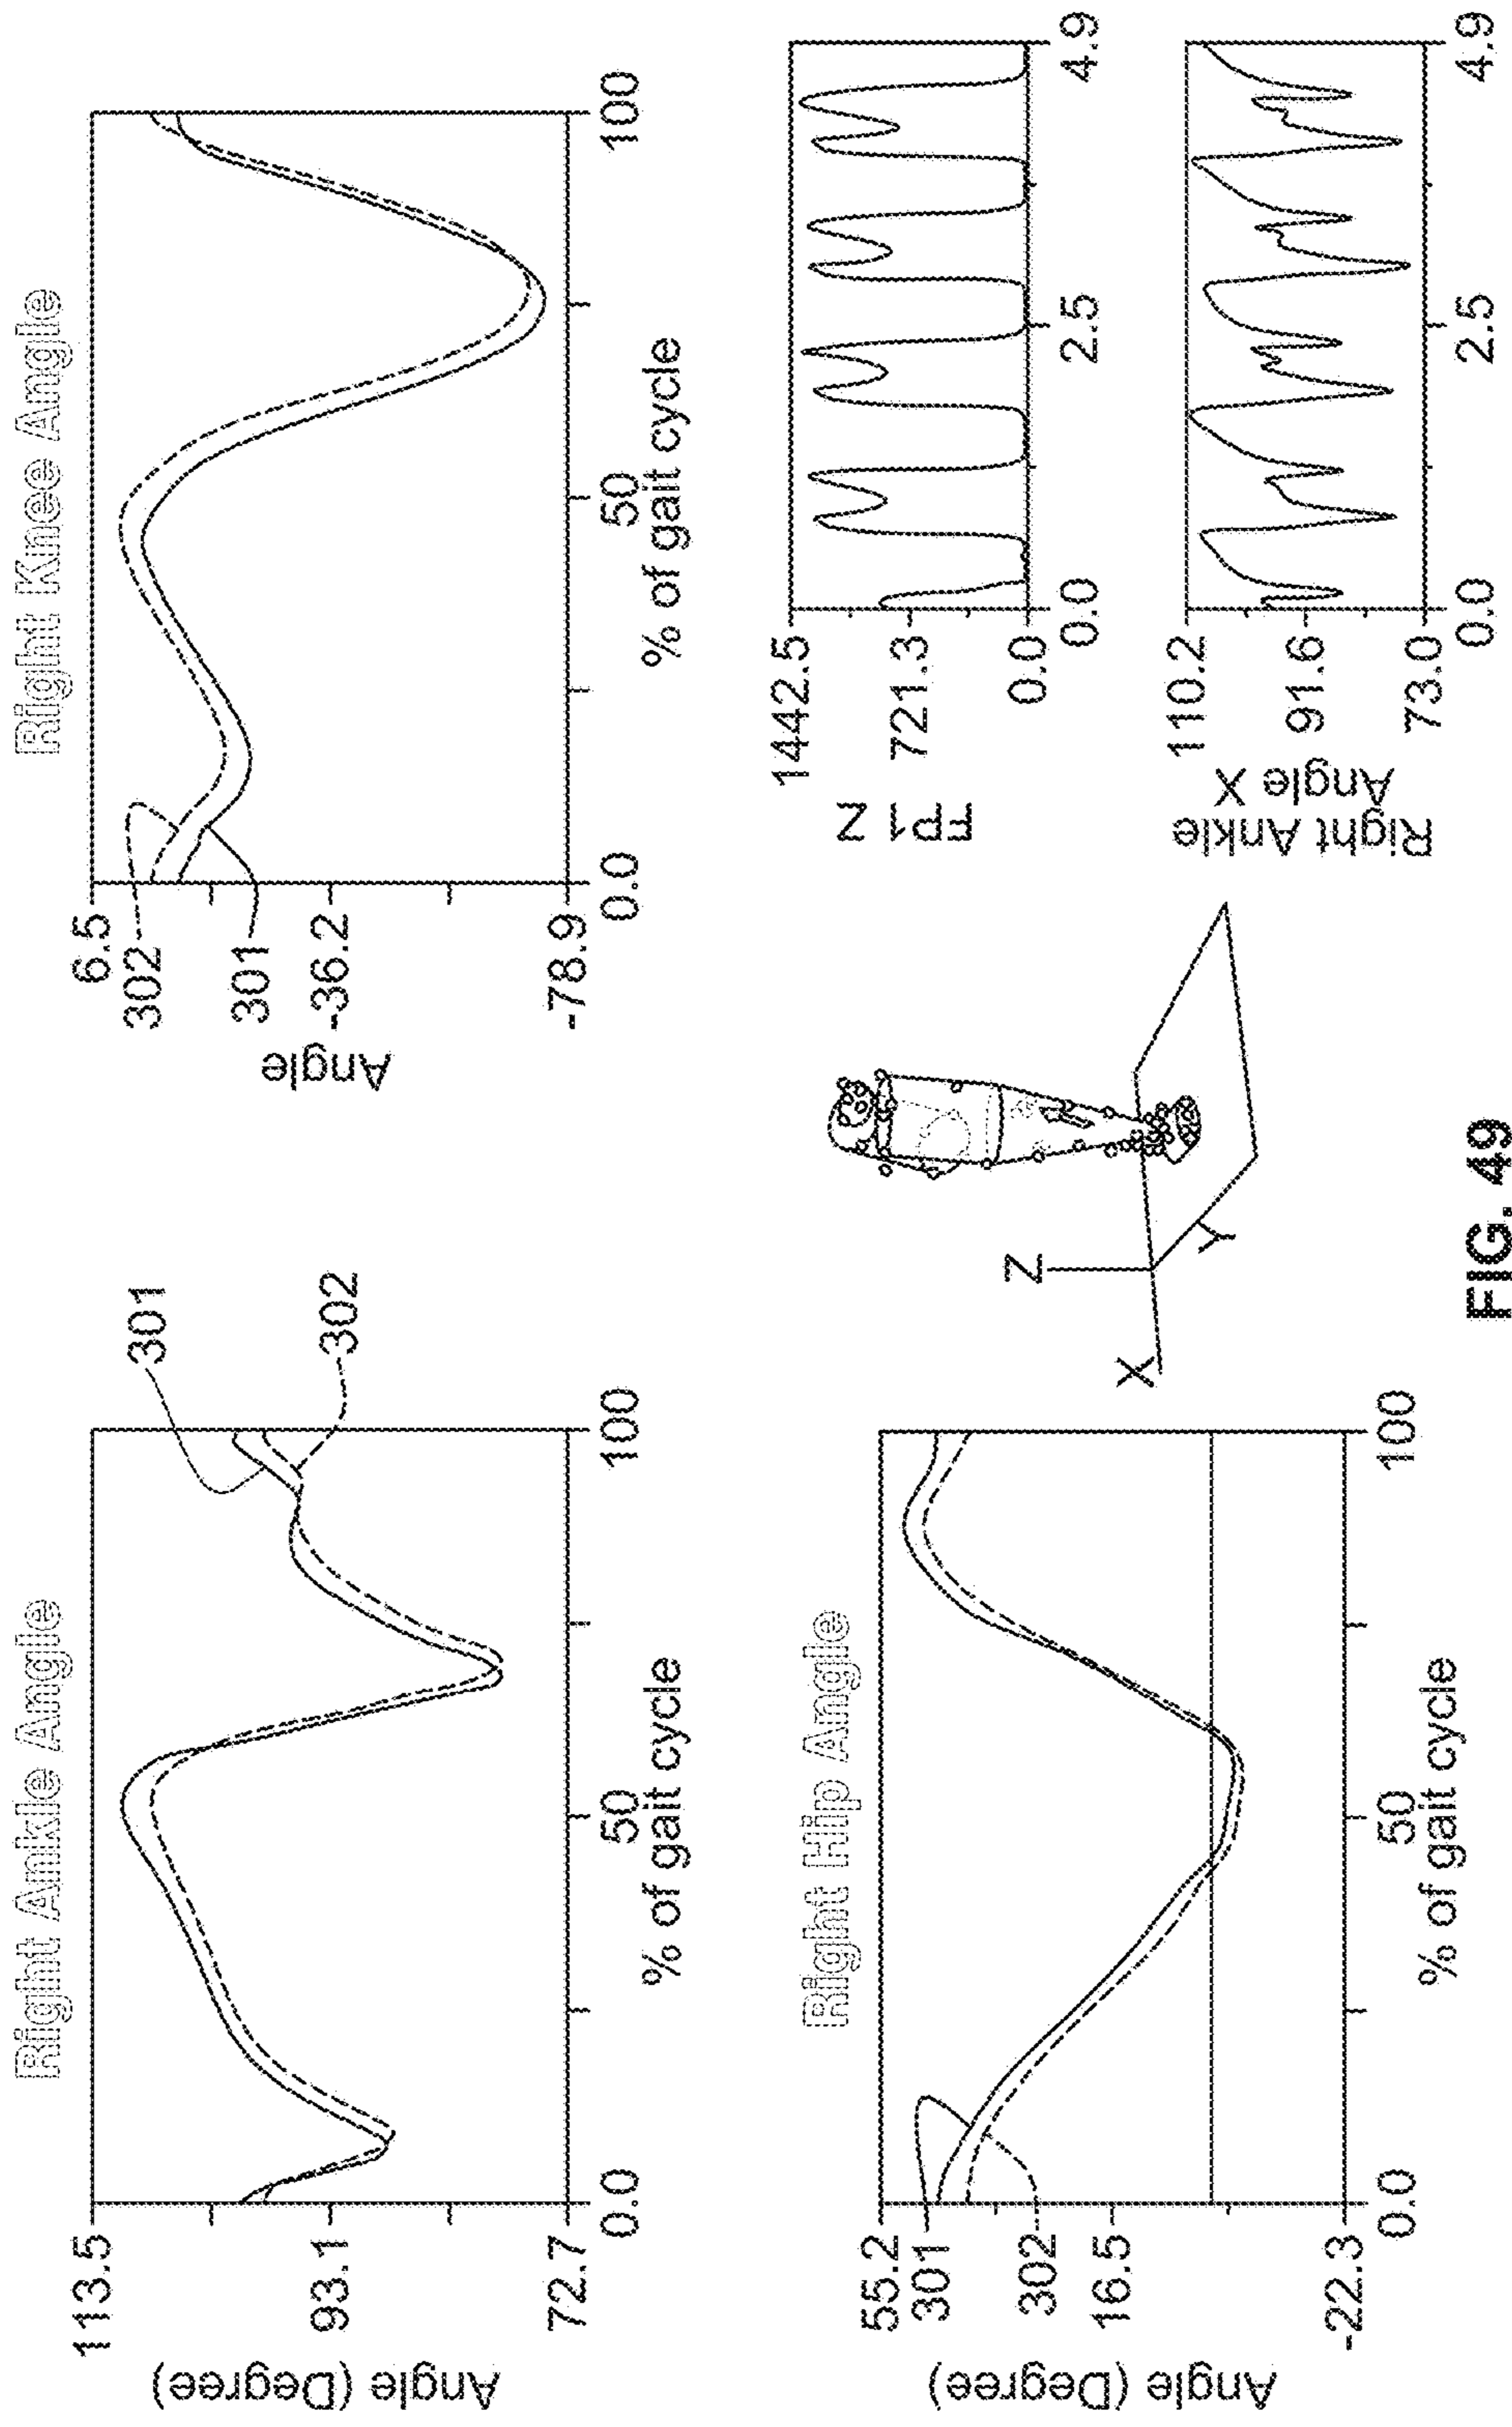 Right Ankle Angle
Angle (Degree)
113.5
93.1
72.7
301
302
0.0
50
100
% of gait cycle
Right Knee Angle
Angle
6.5
302
301
-36.2
-78.9
0.0
50
100
% of gait cycle
Right Hip Angle
Angle (Degree)
55.2
301
302
16.5
-22.3
0.0
50
100
% of gait cycle
Z
X
Y
FP1 Z
1442.5
721.3
0.0
0.0
2.5
4.9
Right Ankle
Angle X
110.2
91.6
73.0
0.0
2.5
4.9
FIG. 49